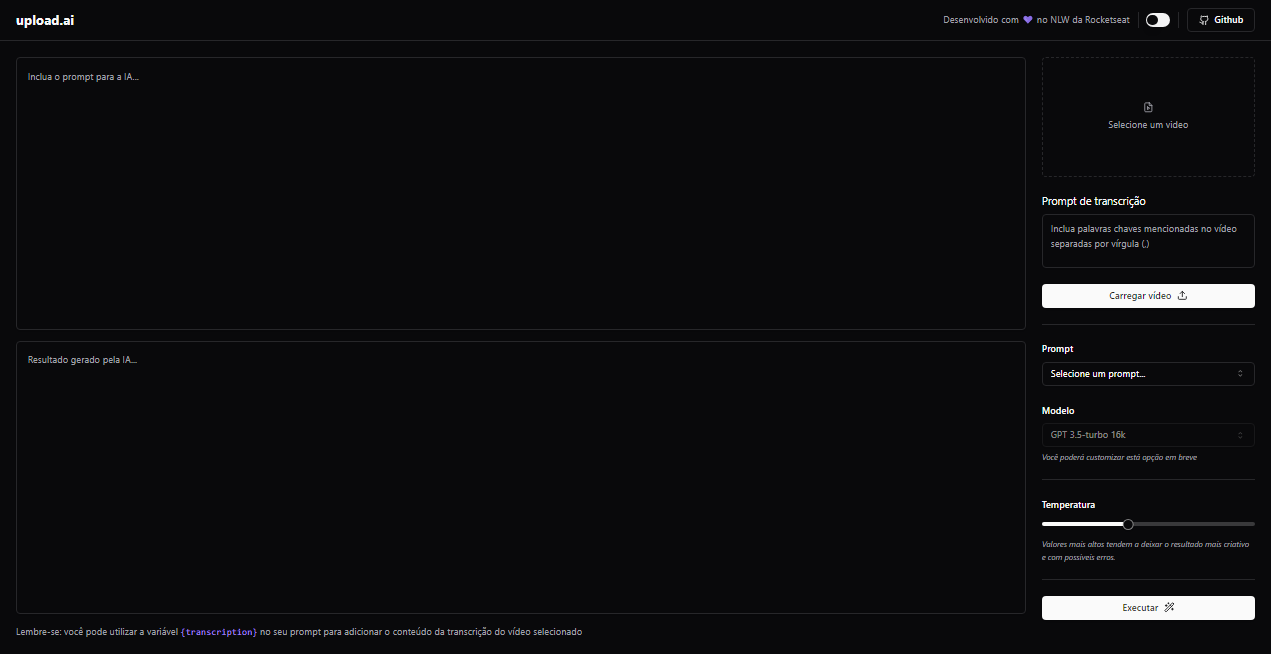 upload.ai
Desenvolvido com 💜 no NLW da Rocketseat
Github
Inclua o prompt para a IA...
Resultado gerado pela IA...
Lembre-se: você pode utilizar a variável {transcription} no seu prompt para adicionar o conteúdo da transcrição do vídeo selecionado
Selecione um video
Prompt de transcrição
Inclua palavras chaves mencionadas no vídeo
separadas por vírgula (,)
Carregar vídeo
Prompt
Selecione um prompt...
Modelo
GPT 3.5-turbo 16k
Você poderá customizar está opção em breve
Temperatura
Valores mais altos tendem a deixar o resultado mais criativo
e com possíveis erros.
Executar